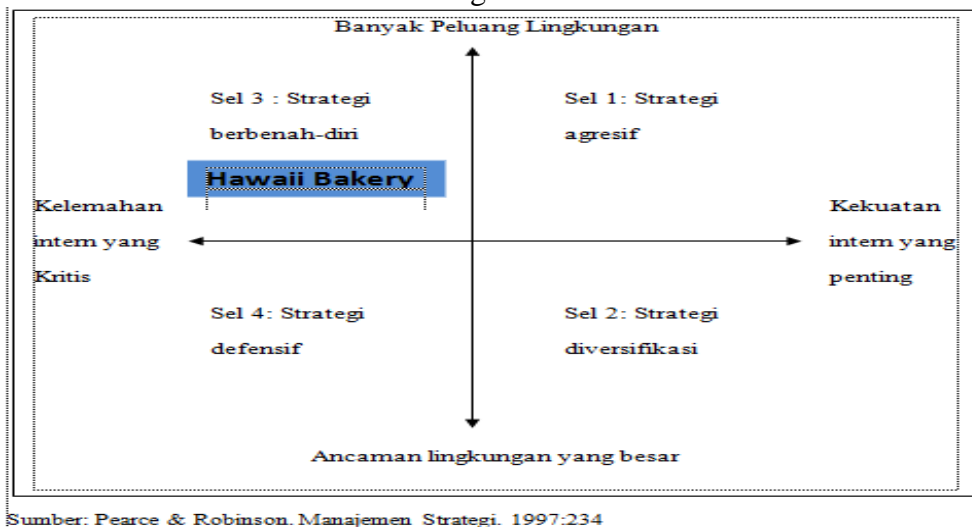 Banyak Peluang Lingkungan
Sel 3 : Strategi
berbenah-diri
Sel 1: Strategi
agresif
Hawaii Bakery
Kelemahan
intern yang
Kritis
Kekuatan
intern yang
penting
Sel 4: Strategi
defensif
Sel 2: Strategi
diversifikasi
Ancaman lingkungan yang besar
Sumber: Pearce & Robinson. Manajemen Strategi. 1997:234